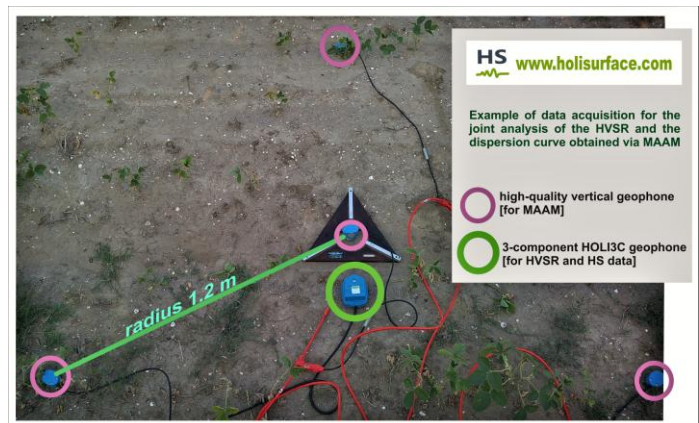 HS www.holisurface.com
Example of data acquisition for the
joint analysis of the HVSR and the
dispersion curve obtained via MAAM
high-quality vertical geophone
[for MAAM]
3-component HOLI3C geophone
[for HVSR and HS data]
radius 1.2 m